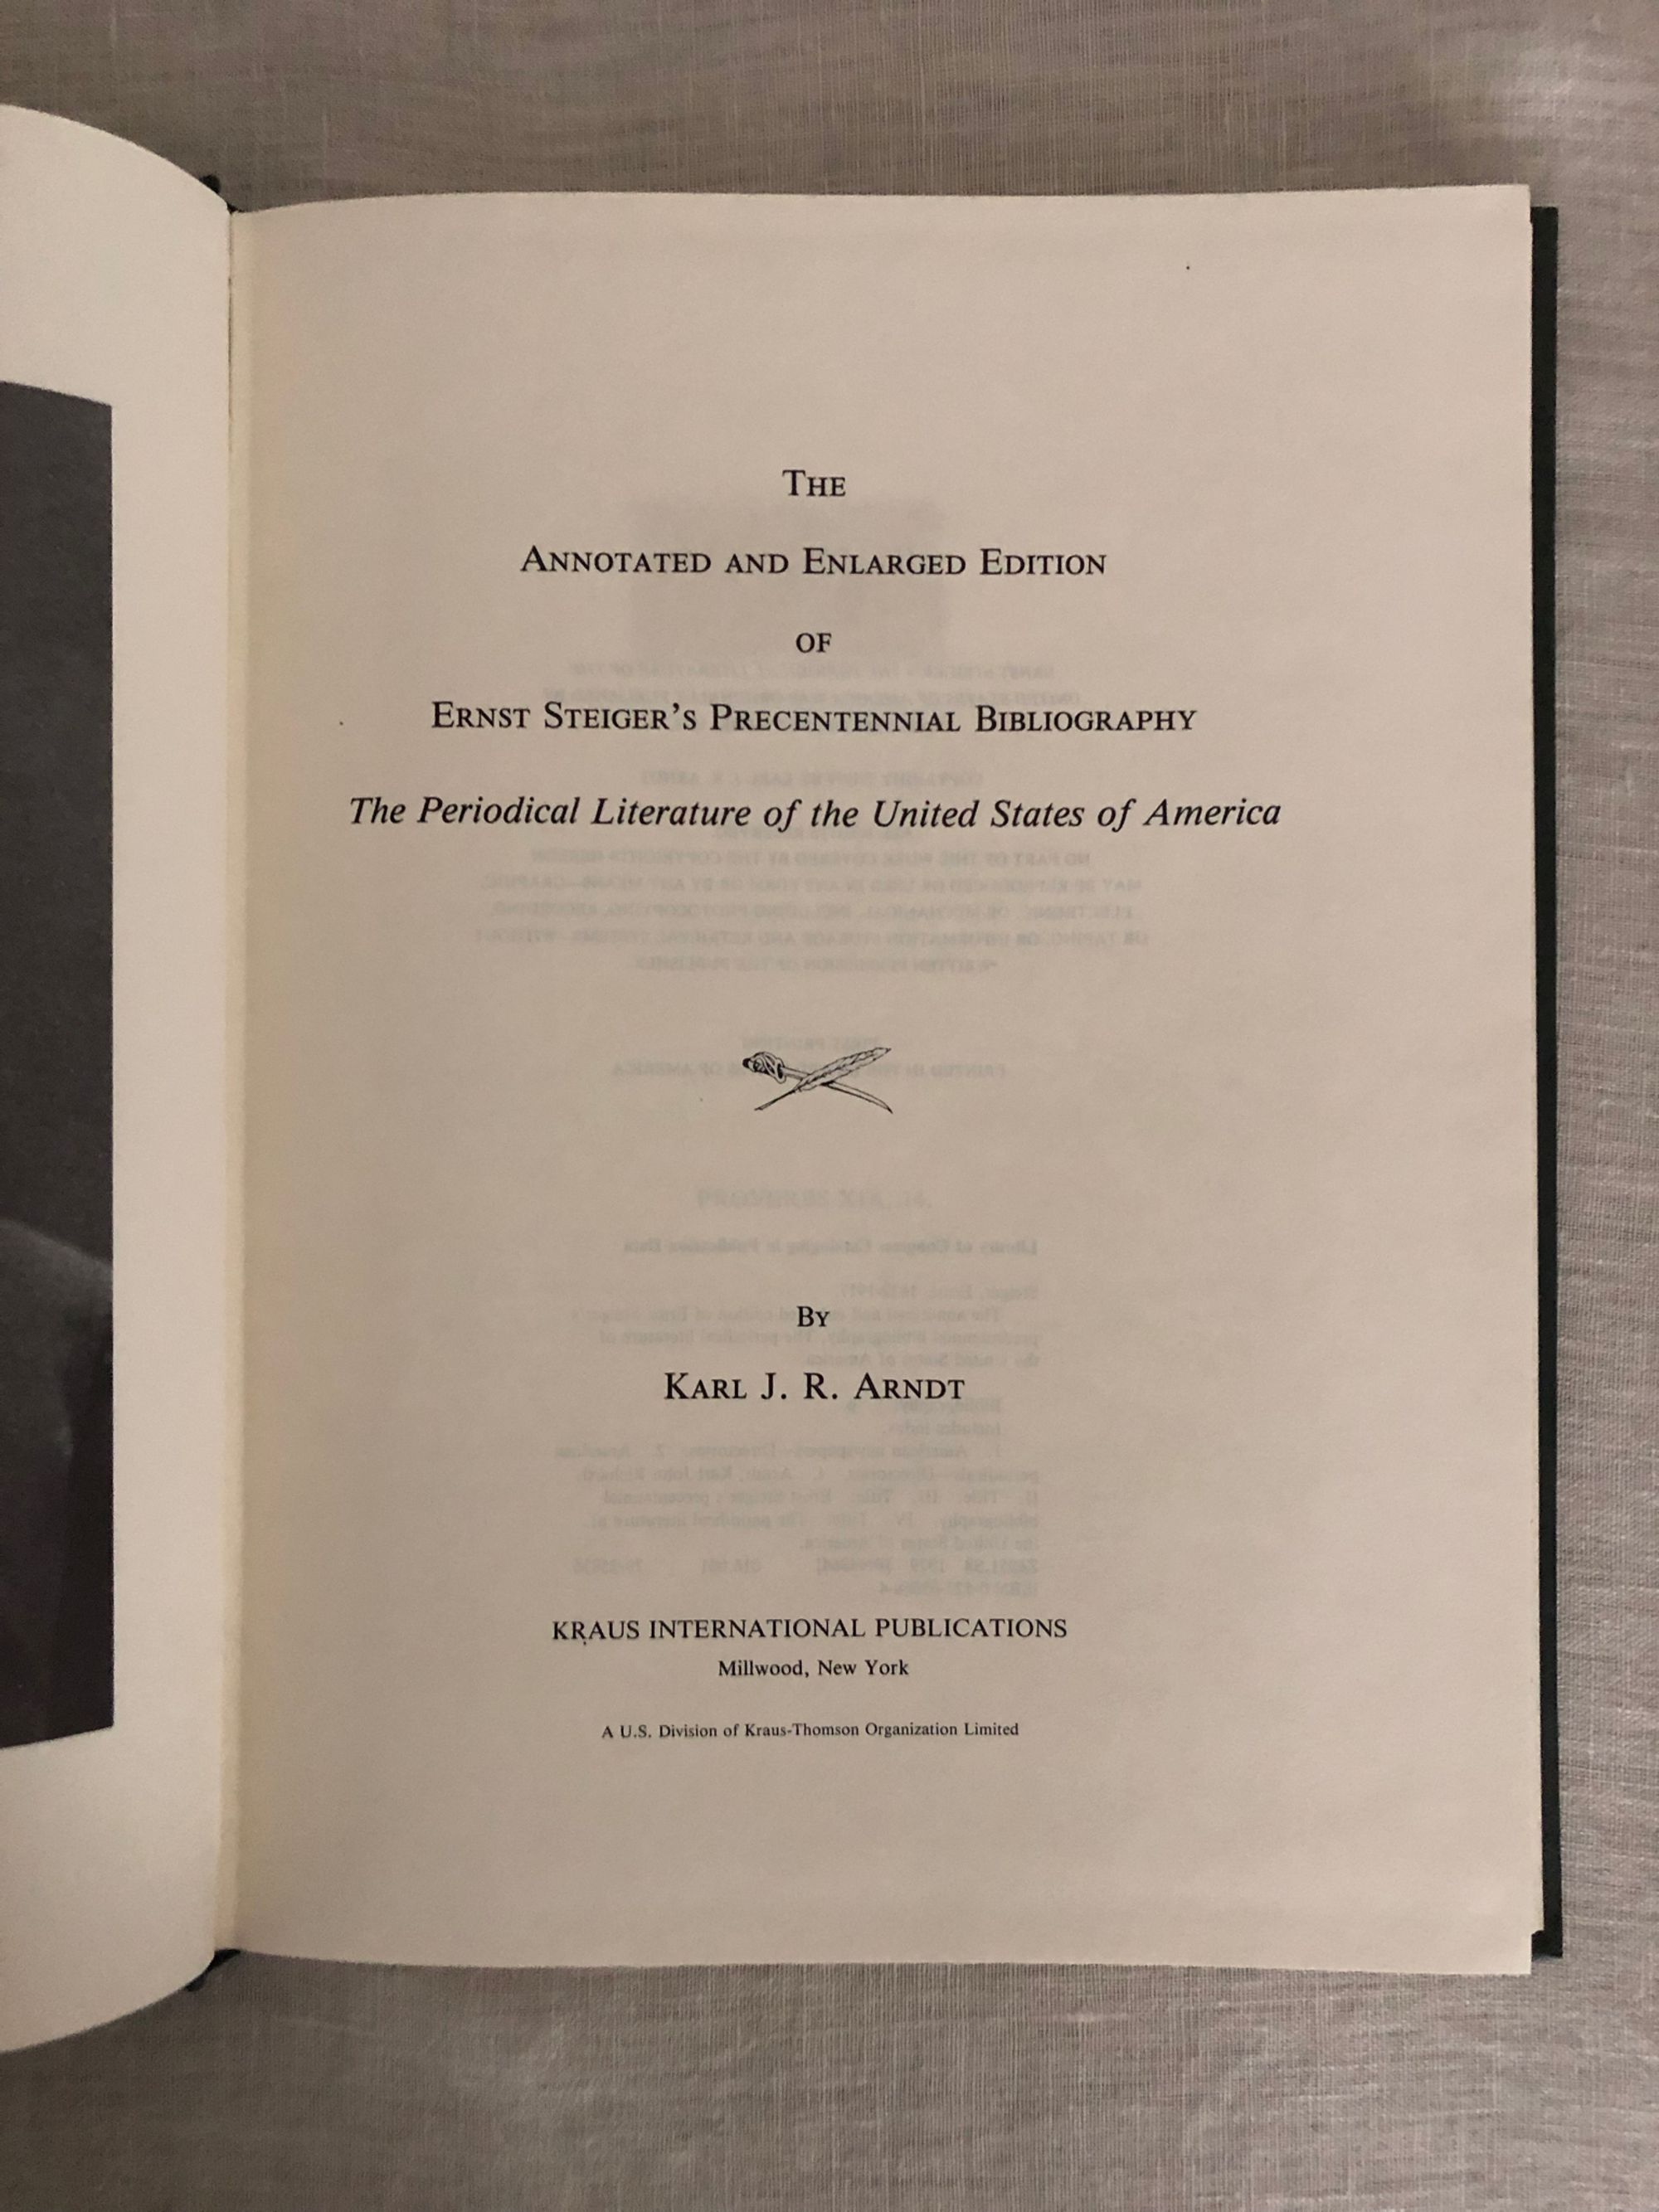 THE
ANNOTATED AND ENLARGED EDITION
OF
ERNST STEIGER'S PRECENTENNIAL BIBLIOGRAPHY
The Periodical Literature of the United States of America
BY
KARL J. R. ARNDT
KRAUS INTERNATIONAL PUBLICATIONS
Millwood, New York
A U.S. Division of Kraus-Thomson Organization Limited